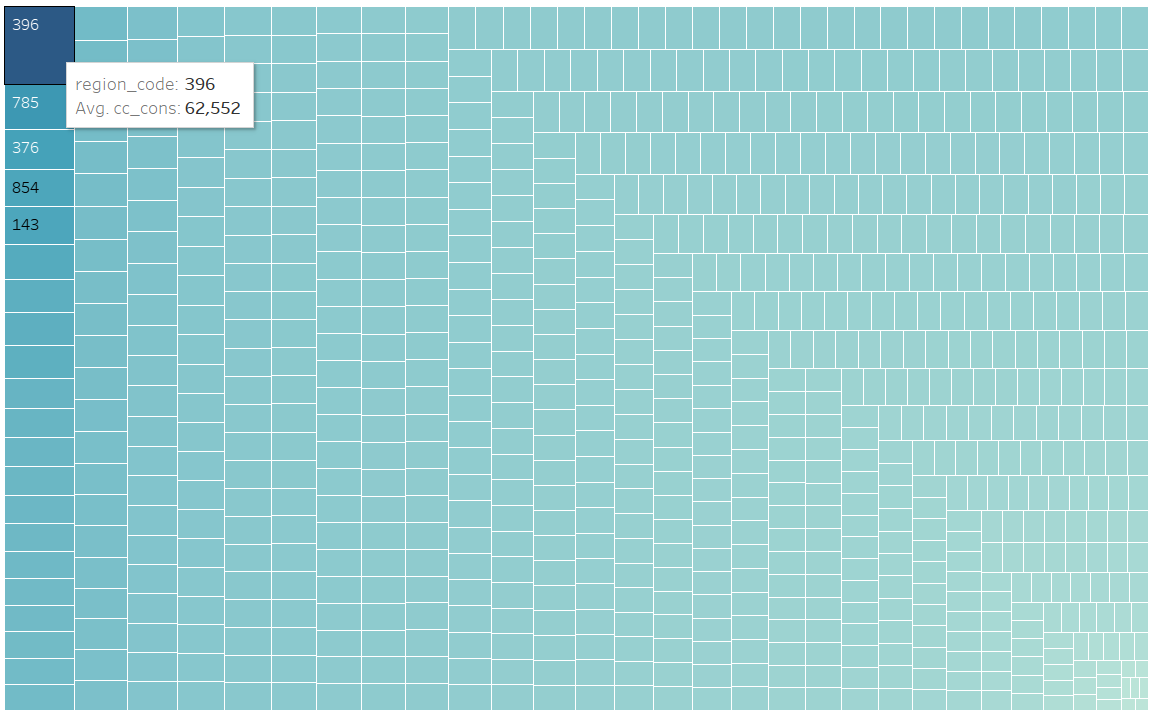 396
region_code: 396
785
Avg. cc_cons: 62,552
376
854
143